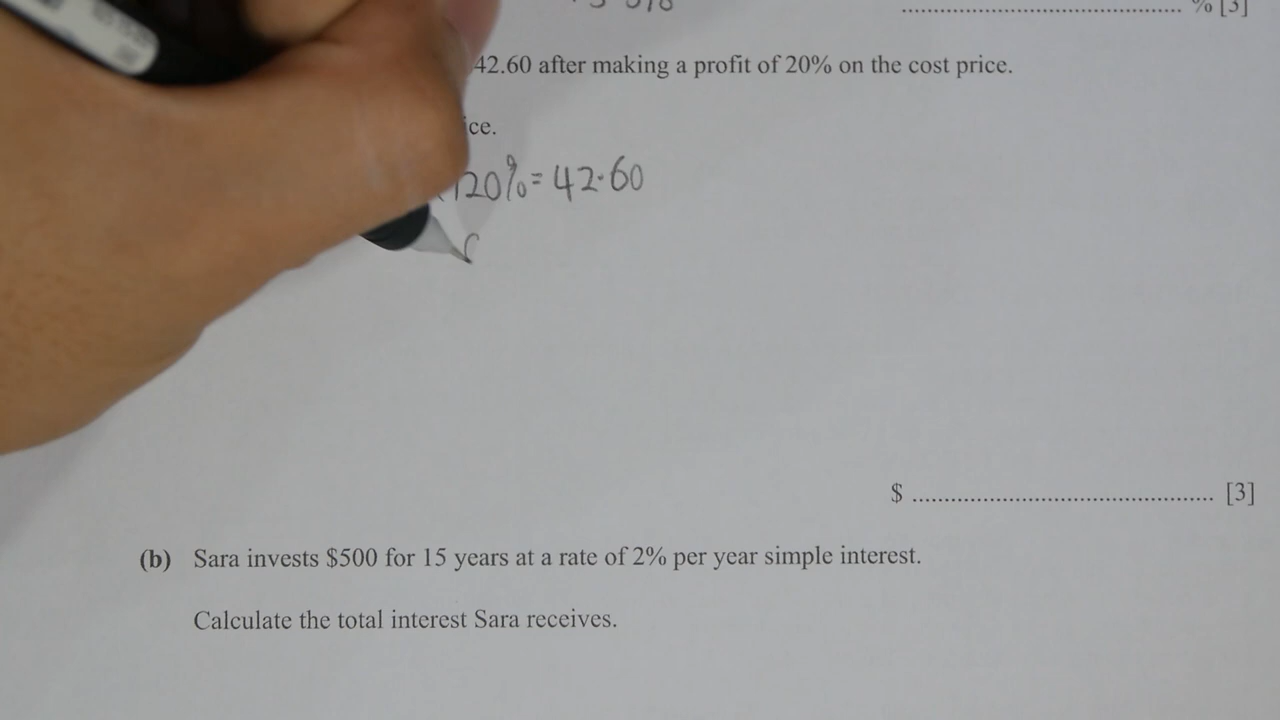 % [3]
42.60 after making a profit of 20% on the cost price.
ice.
120% = 42.60
$ [3]
(b) Sara invests $500 for 15 years at a rate of 2% per year simple interest.
Calculate the total interest Sara receives.